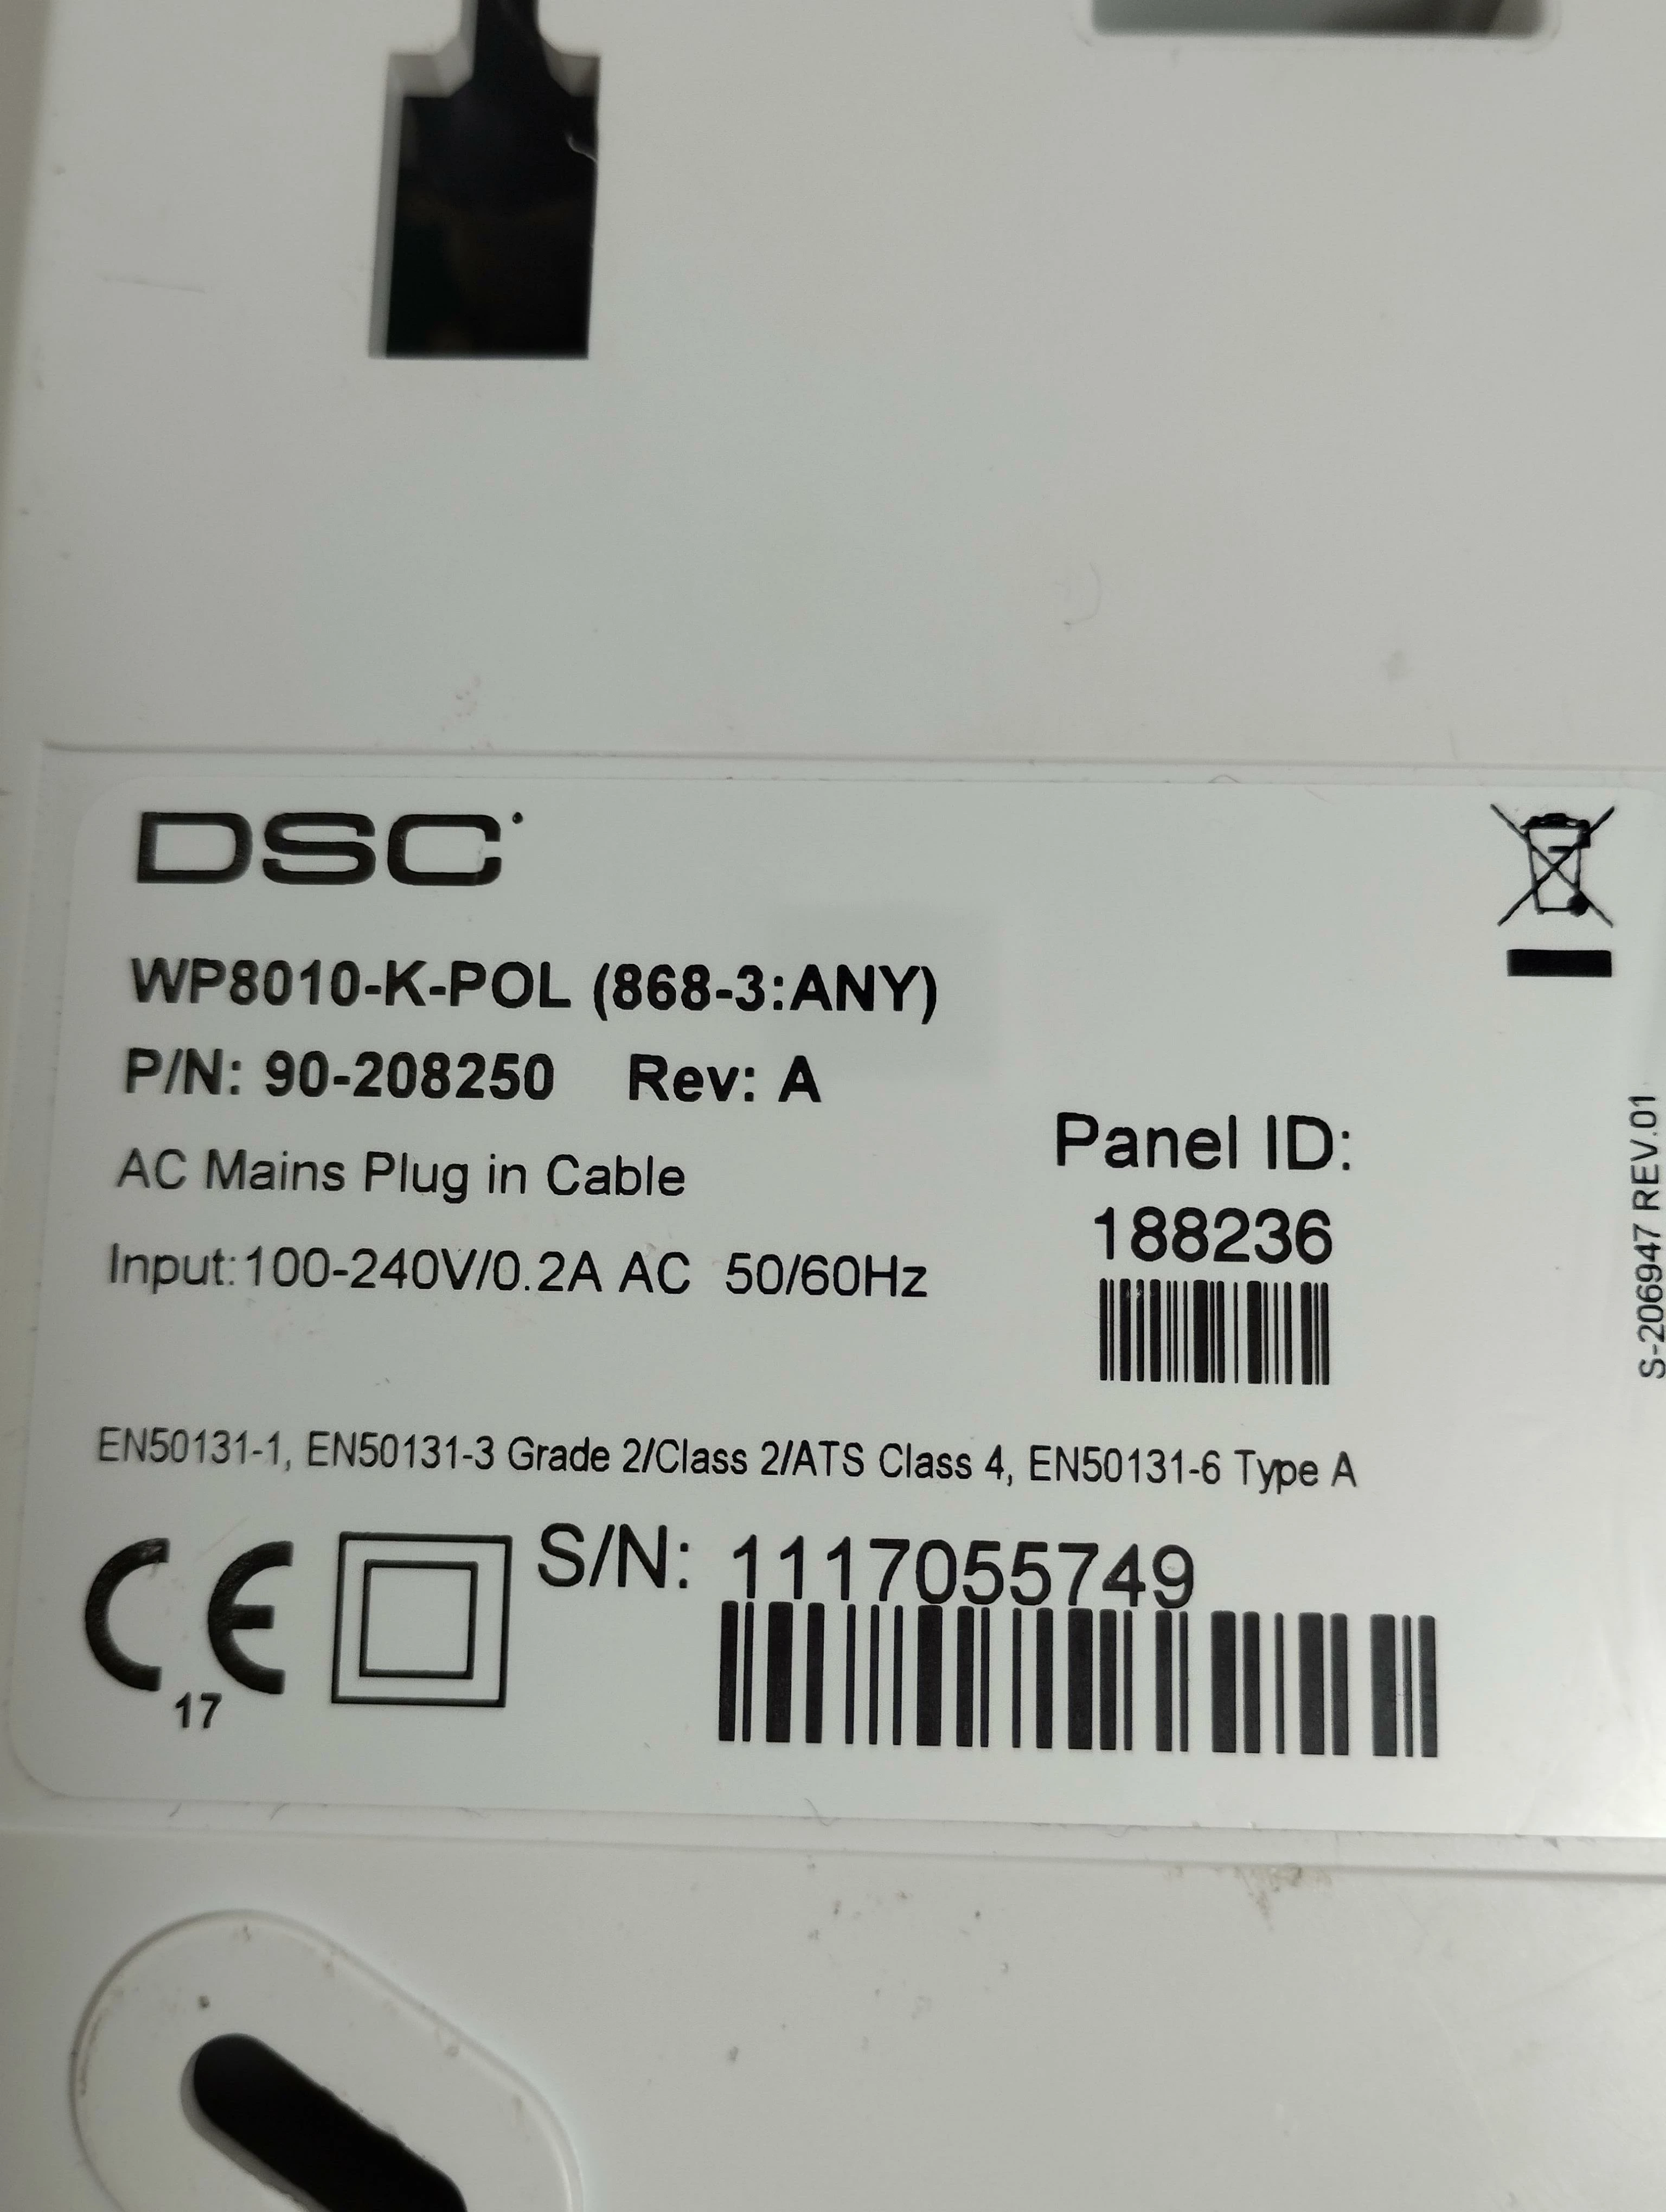 DSC
WP8010-K-POL (868-3:ANY)
P/N: 90-208250 Rev: A
AC Mains Plug in Cable
Input:100-240V/0.2A AC 50/60Hz
Panel ID:
188236
EN50131-1, EN50131-3 Grade 2/Class 2/ATS Class 4, EN50131-6 Type A
CE
17
S/N: 1117055749
S-206947 REV.01